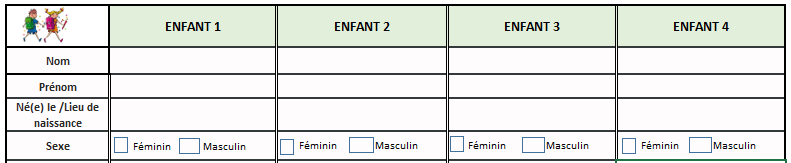 ENFANT 1 ENFANT 2 ENFANT 3 ENFANT 4
Nom
Prénom
Né(e) le /Lieu de
naissance
Sexe Féminin Masculin Féminin Masculin Féminin Masculin Féminin Masculin